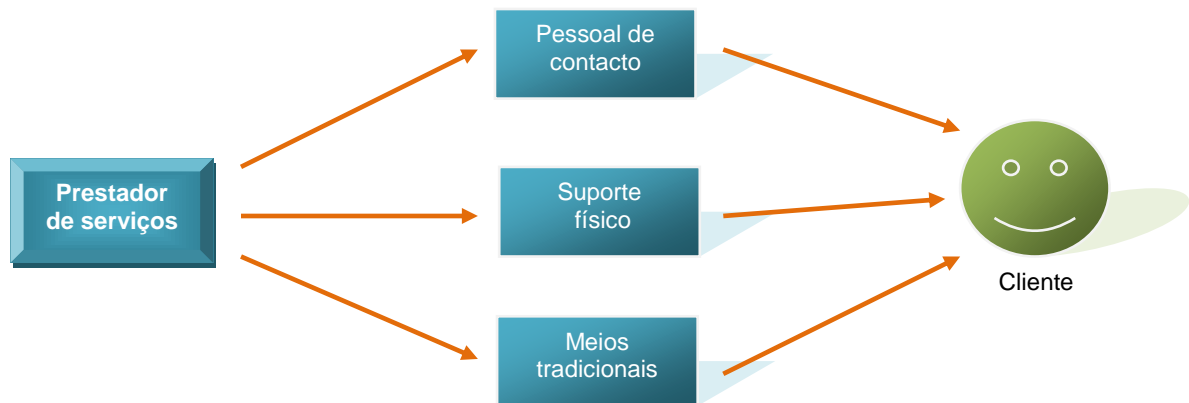 Pessoal de
contacto
Prestador
de serviços
Suporte
físico
Cliente
Meios
tradicionais